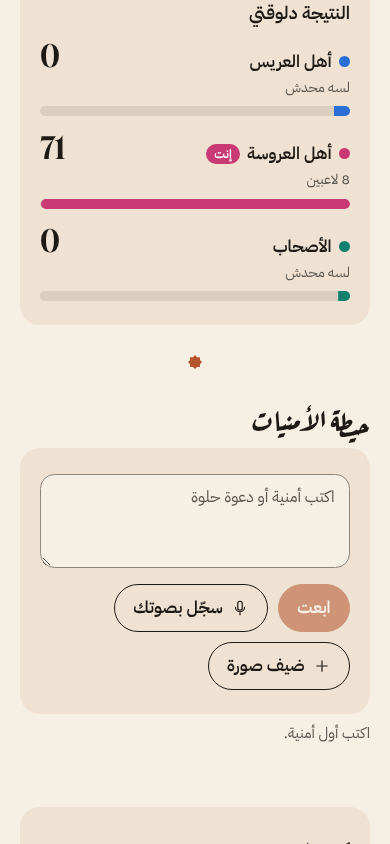 النتيجة دلوقتي
أهل العريس 0
لسه محدش
أهل العروسة إنت 71
8 لاعبين
الأصحاب 0
لسه محدش
حيطة الأمنيات
اكتب أمنية أو دعوة حلوة
ابعت
سجّل بصوتك
ضيف صورة
اكتب أول أمنية.